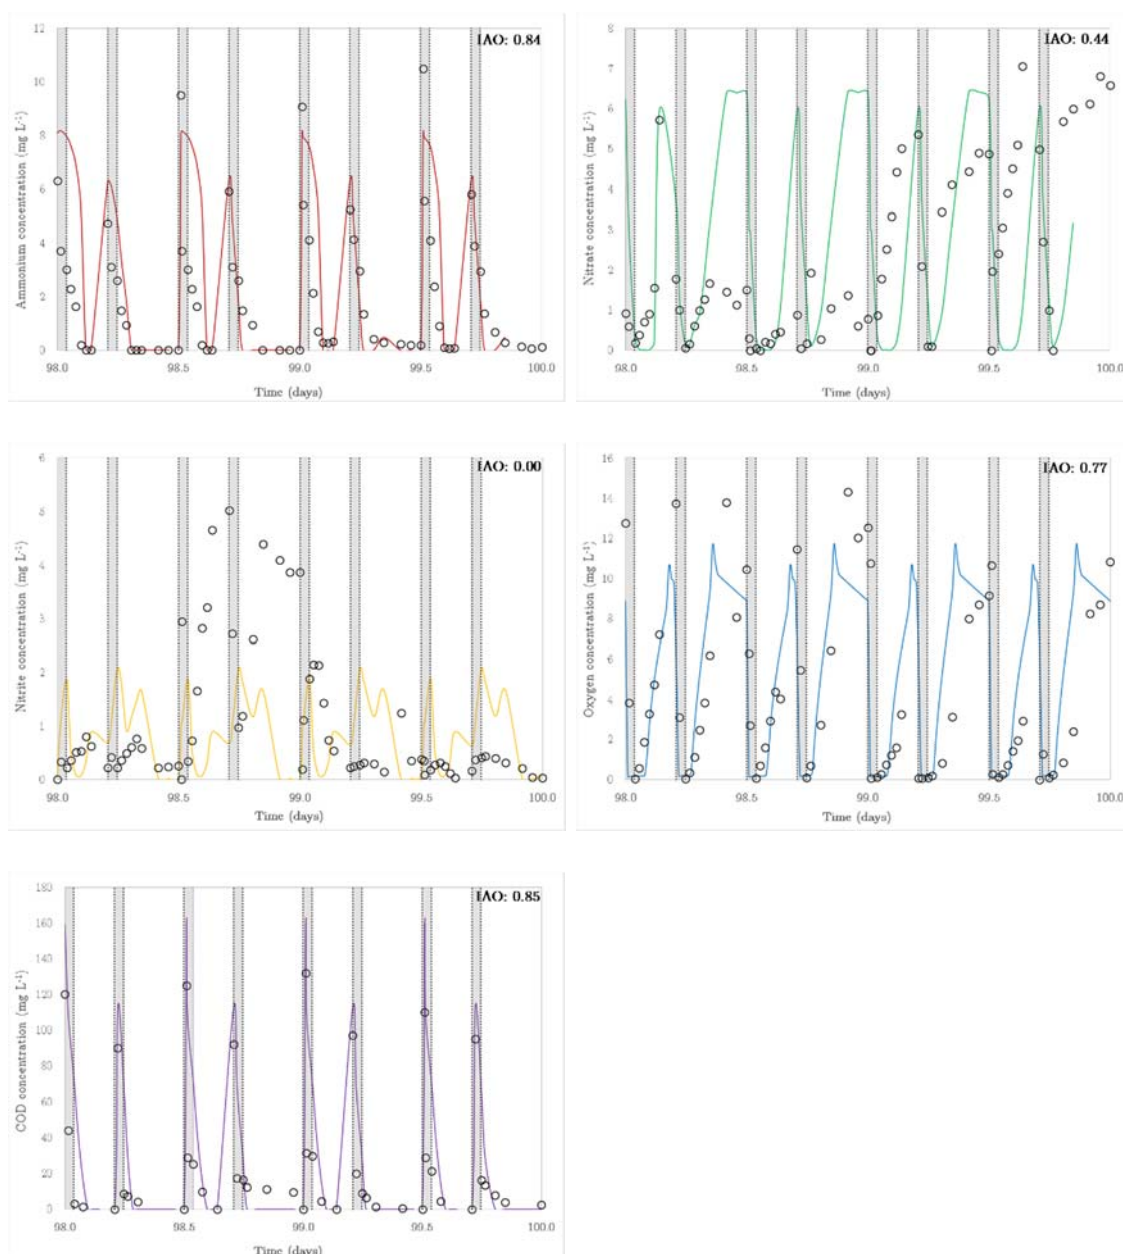 IAO: 0.84
12
10
8
6
4
2
0
Ammonium concentration (mg L-1)
98.0 98.5 99.0 99.5 100.0
Time (days)
IAO: 0.44
8
7
6
5
4
3
2
1
0
Nitrate concentration (mg L-1)
98.0 98.5 99.0 99.5 100.0
Time (days)
IAO: 0.00
6
5
4
3
2
1
0
Nitrite concentration (mg L-1)
98.0 98.5 99.0 99.5 100.0
Time (days)
IAO: 0.77
16
14
12
10
8
6
4
2
0
Oxygen concentration (mg L-1)
98.0 98.5 99.0 99.5 100.0
Time (days)
IAO: 0.85
180
160
140
120
100
80
60
40
20
0
COD concentration (mg L-1)
98.0 98.5 99.0 99.5 100.0
Time (days)